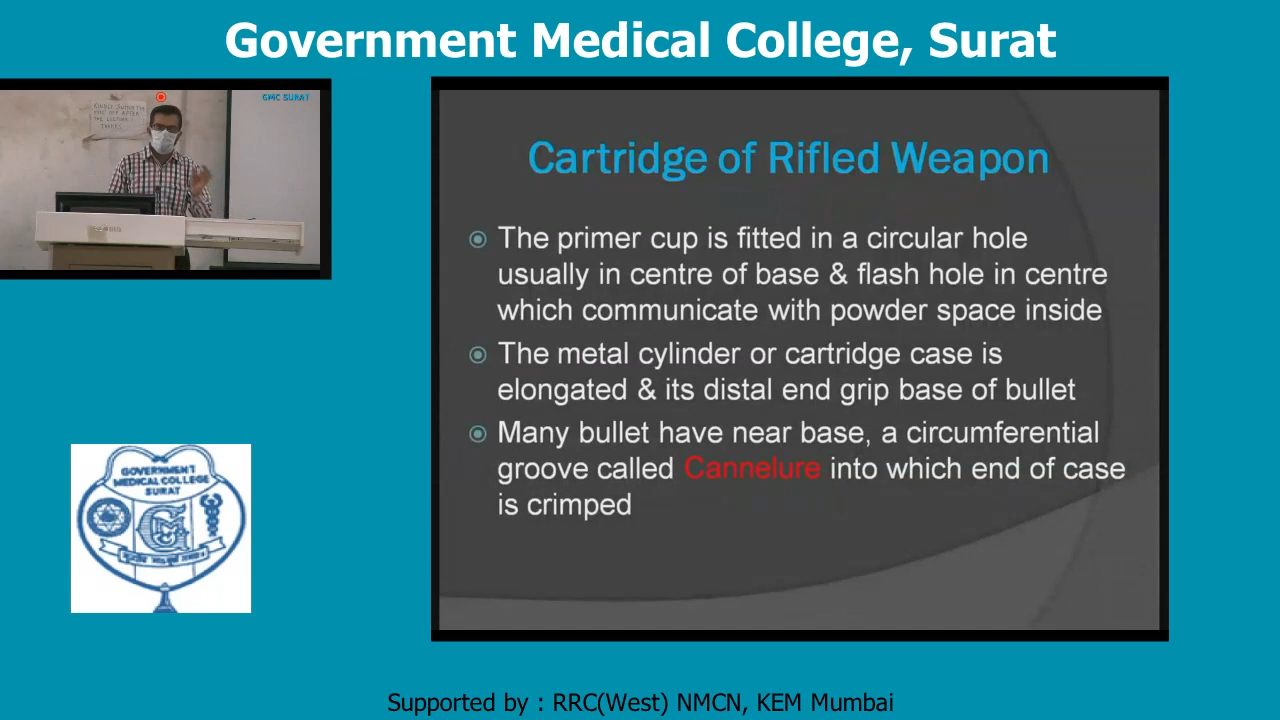 Government Medical College, Surat
GMC SURAT
Cartridge of Rifled Weapon
The primer cup is fitted in a circular hole
usually in centre of base & flash hole in centre
which communicate with powder space inside
The metal cylinder or cartridge case is
elongated & its distal end grip base of bullet
Many bullet have near base, a circumferential
groove called Cannelure into which end of case
is crimped
GOVERNMENT
MEDICAL COLLEGE
SURAT
Supported by : RRC(West) NMCN, KEM Mumbai